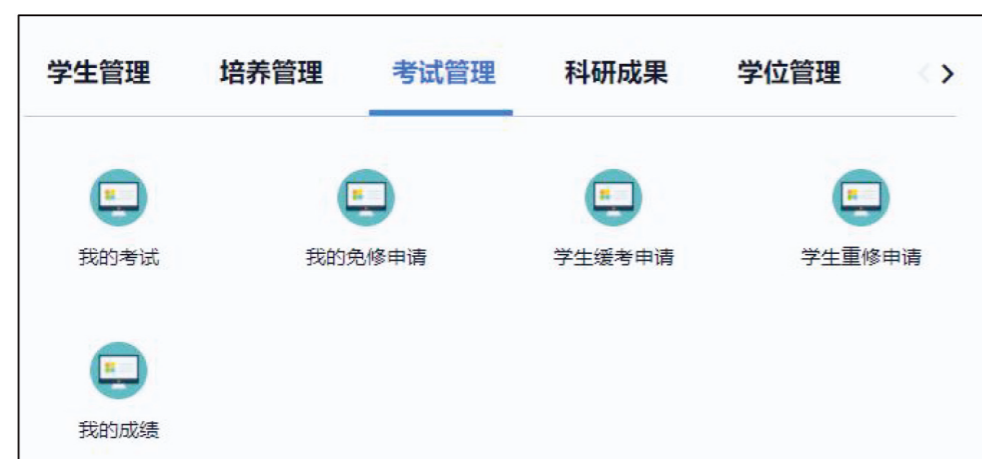 学生管理 培养管理 考试管理 科研成果 学位管理
我的考试 我的免修申请 学生缓考申请 学生重修申请
我的成绩